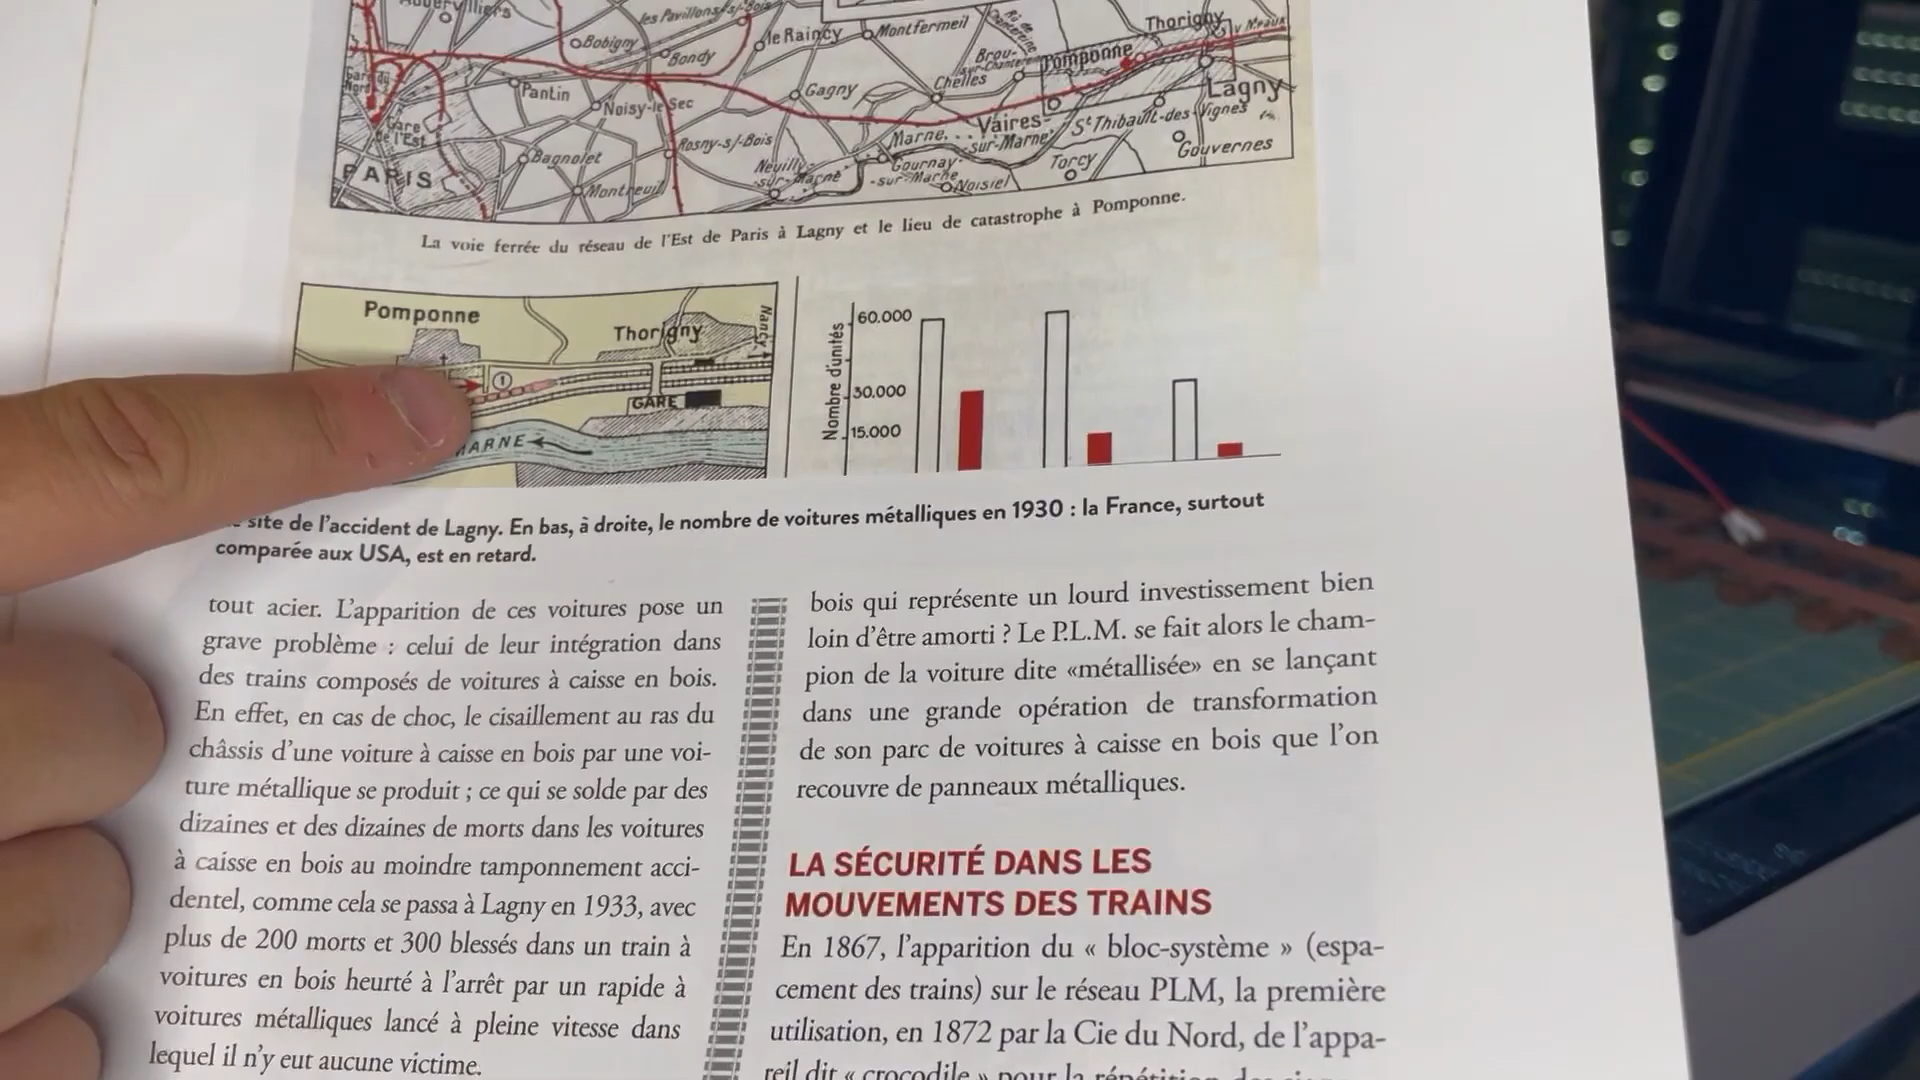 les Pavillons-s/-Bois
Bobigny
Bondy
le Raincy
Montfermeil
Thorigny
Pomponne
Brou-
sur-Chantereine
Chelles
Lagny
Gare du
Nord
Pantin
Noisy-le-Sec
Gagny
Gare
de l'Est
Vaires-
sur-Marne
St Thibault-des-Vignes
Marne
Rosny-s/-Bois
Gouvernes
Bagnolet
Neuilly-
sur-Marne
Gournay-
-sur-Marne
Noisiel
Torcy
PARIS
Montreuil
La voie ferrée du réseau de l'Est de Paris à Lagny et le lieu de catastrophe à Pomponne.
Pomponne
Thorigny
Nancy
1
GARE
MARNE
Nombre d'unités
60.000
30.000
15.000
site de l'accident de Lagny. En bas, à droite, le nombre de voitures métalliques en 1930 : la France, surtout
comparée aux USA, est en retard.
tout acier. L'apparition de ces voitures pose un
grave problème : celui de leur intégration dans
des trains composés de voitures à caisse en bois.
En effet, en cas de choc, le cisaillement au ras du
châssis d'une voiture à caisse en bois par une voi-
ture métallique se produit ; ce qui se solde par des
dizaines et des dizaines de morts dans les voitures
à caisse en bois au moindre tamponnement acci-
dentel, comme cela se passa à Lagny en 1933, avec
plus de 200 morts et 300 blessés dans un train à
voitures en bois heurté à l'arrêt par un rapide à
voitures métalliques lancé à pleine vitesse dans
lequel il n'y eut aucune victime.
bois qui représente un lourd investissement bien
loin d'être amorti ? Le P.L.M. se fait alors le cham-
pion de la voiture dite «métallisée» en se lançant
dans une grande opération de transformation
de son parc de voitures à caisse en bois que l'on
recouvre de panneaux métalliques.
LA SÉCURITÉ DANS LES
MOUVEMENTS DES TRAINS
En 1867, l'apparition du « bloc-système » (espa-
cement des trains) sur le réseau PLM, la première
utilisation, en 1872 par la Cie du Nord, de l'appa-
reil dit « crocodile » pour la répétition des